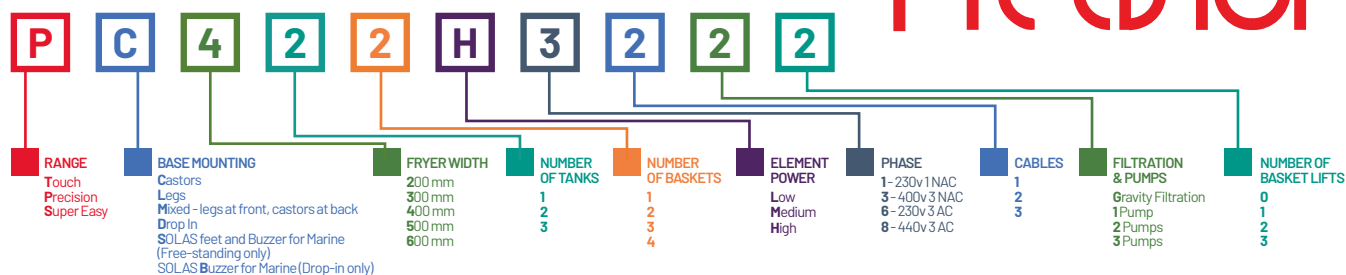 P C 4 2 2 H 3 2 2 2
RANGE
Touch
Precision
Super Easy
BASE MOUNTING
Castors
Legs
Mixed - legs at front, castors at back
Drop In
SOLAS feet and Buzzer for Marine
(Free-standing only)
SOLAS Buzzer for Marine (Drop-in only)
FRYER WIDTH
200 mm
300 mm
400 mm
500 mm
600 mm
NUMBER
OF TANKS
1
2
3
NUMBER
OF BASKETS
1
2
3
4
ELEMENT
POWER
Low
Medium
High
PHASE
1 - 230v 1 NAC
3 - 400v 3 NAC
6 - 230v 3 AC
8 - 440v 3 AC
CABLES
1
2
3
FILTRATION
& PUMPS
Gravity Filtration
1 Pump
2 Pumps
3 Pumps
NUMBER OF
BASKET LIFTS
0
1
2
3